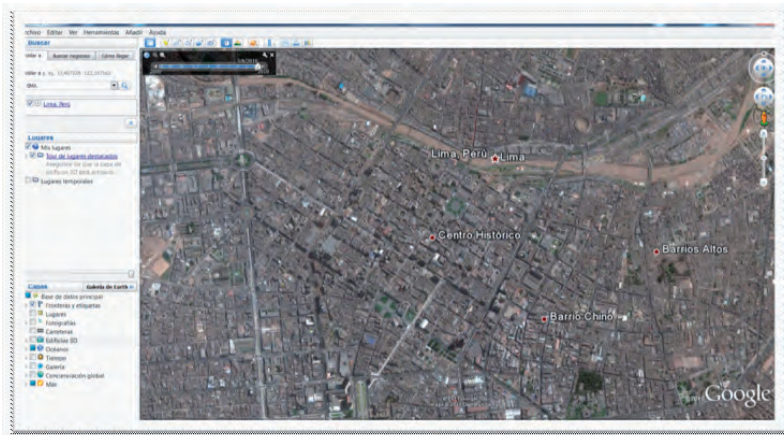 Archivo Editar Ver Herramientas Añadir Ayuda
Buscar
Volar a Buscar negocios Cómo llegar
Lima, Perú
Lugares
Mis lugares
Tour de lugares destacados
Lugares temporales
Capas Galería de Earth
Base de datos principal
Fronteras y etiquetas
Lugares
Fotografías
Carreteras
Edificios 3D
Océano
Tiempo
Galería
Concienciación global
Más
Lima, Perú Lima
Centro Histórico
Barrios Altos
Barrio Chino
Google